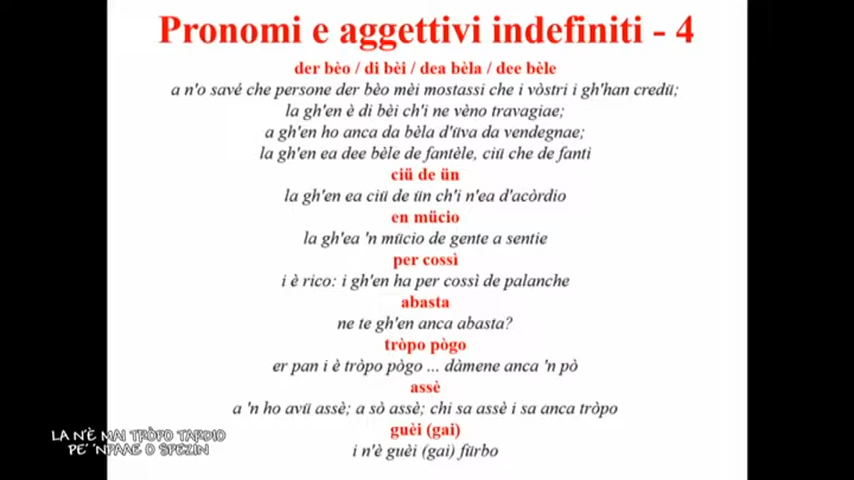 Pronomi e aggettivi indefiniti - 4
der bèo / di bèi / dea bèla / dee bèle
a n'o savé che persone der bèo mèi mostassi che i vòstri i gh'han credü;
la gh'en è di bèi ch'i ne vèno travagiae;
a gh'en ho anca da bèla d'üva da vendegnae;
la gh'en ea dee bèle de fantèle, ciü che de fanti
ciü de ün
la gh'en ea ciü de ün ch'i n'ea d'acòrdio
en mücio
la gh'ea 'n mücio de gente a sentie
per cossì
i è rico: i gh'en ha per cossì de palanche
abasta
ne te gh'en anca abasta?
tròpo pògo
er pan i è tròpo pògo ... dàmene anca 'n pò
assè
a 'n ho avü assè; a sò assè; chi sa assè i sa anca tròpo
guèi (gai)
i n'è guèi (gai) fürbo
LA N'È MAI TRÒPO TARDIO
PE' 'NPAAE O SPEZIN